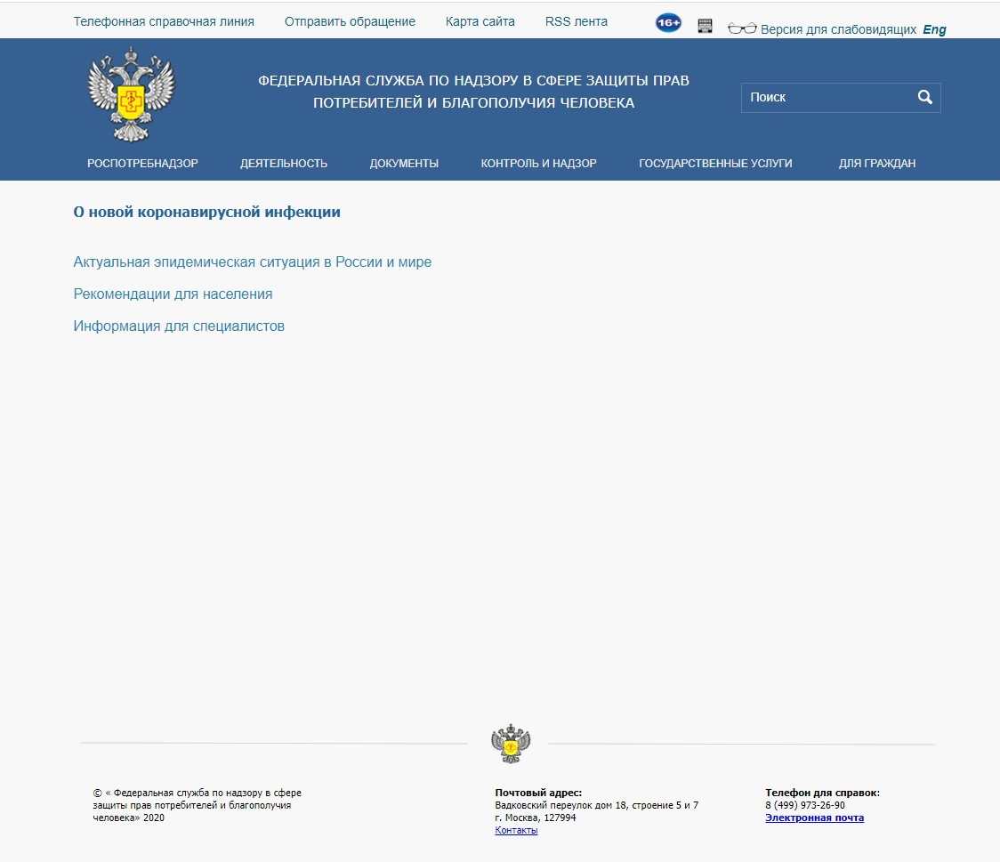 Телефонная справочная линия Отправить обращение Карта сайта RSS лента 16+ Версия для слабовидящих Eng
ФЕДЕРАЛЬНАЯ СЛУЖБА ПО НАДЗОРУ В СФЕРЕ ЗАЩИТЫ ПРАВ
ПОТРЕБИТЕЛЕЙ И БЛАГОПОЛУЧИЯ ЧЕЛОВЕКА
Поиск
РОСПОТРЕБНАДЗОР ДЕЯТЕЛЬНОСТЬ ДОКУМЕНТЫ КОНТРОЛЬ И НАДЗОР ГОСУДАРСТВЕННЫЕ УСЛУГИ ДЛЯ ГРАЖДАН
О новой коронавирусной инфекции
Актуальная эпидемическая ситуация в России и мире
Рекомендации для населения
Информация для специалистов
© « Федеральная служба по надзору в сфере
защиты прав потребителей и благополучия
человека» 2020
Почтовый адрес:
Вадковский переулок дом 18, строение 5 и 7
г. Москва, 127994
Контакты
Телефон для справок:
8 (499) 973-26-90
Электронная почта